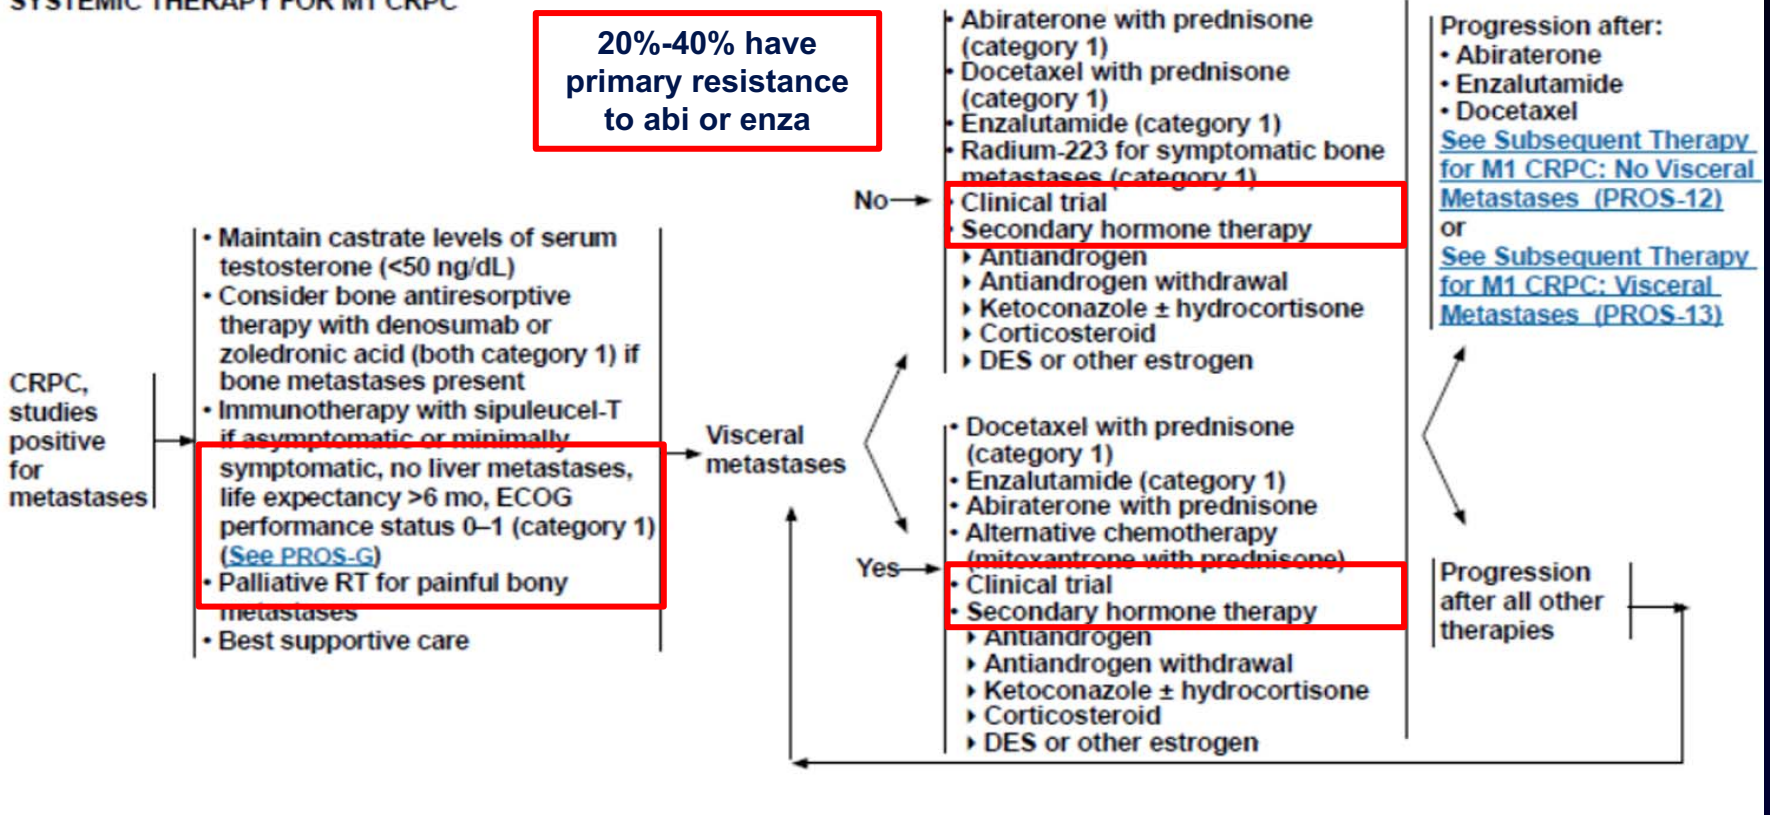 SYSTEMIC THERAPY FOR M1 CRPC
20%-40% have
primary resistance
to abi or enza
CRPC,
studies
positive
for
metastases
• Maintain castrate levels of serum
testosterone (<50 ng/dL)
• Consider bone antiresorptive
therapy with denosumab or
zoledronic acid (both category 1) if
bone metastases present
• Immunotherapy with sipuleucel-T
if asymptomatic or minimally
symptomatic, no liver metastases,
life expectancy >6 mo, ECOG
performance status 0–1 (category 1)
(See PROS-G)
• Palliative RT for painful bony
metastases
• Best supportive care
Visceral
metastases
No
• Abiraterone with prednisone
(category 1)
• Docetaxel with prednisone
(category 1)
• Enzalutamide (category 1)
• Radium-223 for symptomatic bone
metastases (category 1)
• Clinical trial
• Secondary hormone therapy
▸ Antiandrogen
▸ Antiandrogen withdrawal
▸ Ketoconazole ± hydrocortisone
▸ Corticosteroid
▸ DES or other estrogen
Yes
• Docetaxel with prednisone
(category 1)
• Enzalutamide (category 1)
• Abiraterone with prednisone
• Alternative chemotherapy
(mitoxantrone with prednisone)
• Clinical trial
• Secondary hormone therapy
▸ Antiandrogen
▸ Antiandrogen withdrawal
▸ Ketoconazole ± hydrocortisone
▸ Corticosteroid
▸ DES or other estrogen
Progression after:
• Abiraterone
• Enzalutamide
• Docetaxel
See Subsequent Therapy
for M1 CRPC: No Visceral
Metastases (PROS-12)
or
See Subsequent Therapy
for M1 CRPC: Visceral
Metastases (PROS-13)
Progression
after all other
therapies